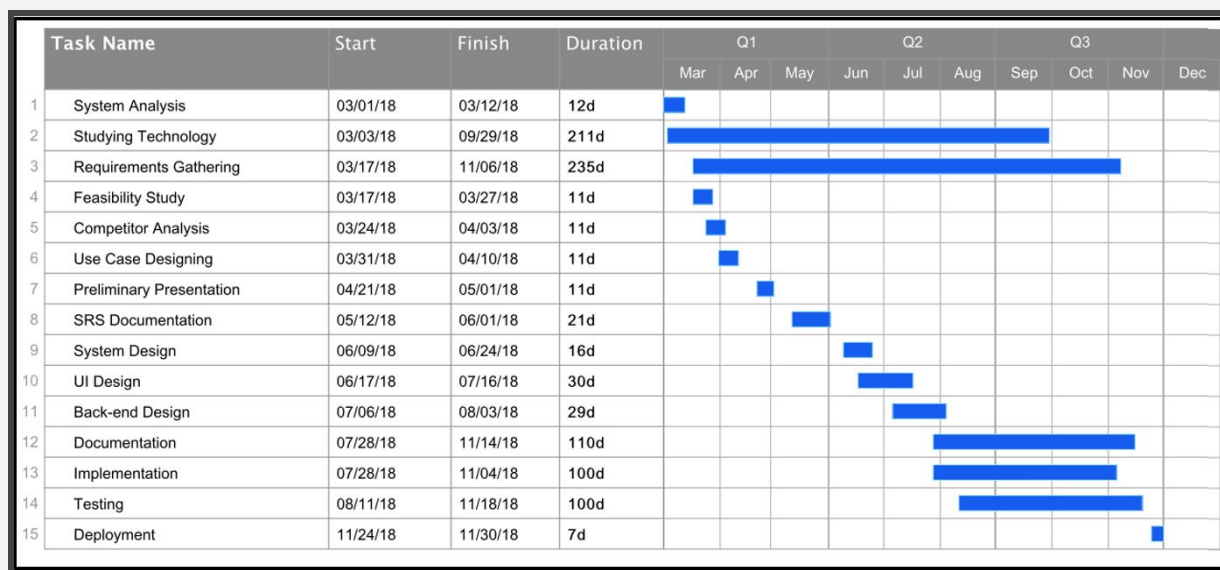 Task Name Start Finish Duration Q1 Q2 Q3
Mar Apr May Jun Jul Aug Sep Oct Nov Dec
1 System Analysis 03/01/18 03/12/18 12d
2 Studying Technology 03/03/18 09/29/18 211d
3 Requirements Gathering 03/17/18 11/06/18 235d
4 Feasibility Study 03/17/18 03/27/18 11d
5 Competitor Analysis 03/24/18 04/03/18 11d
6 Use Case Designing 03/31/18 04/10/18 11d
7 Preliminary Presentation 04/21/18 05/01/18 11d
8 SRS Documentation 05/12/18 06/01/18 21d
9 System Design 06/09/18 06/24/18 16d
10 UI Design 06/17/18 07/16/18 30d
11 Back-end Design 07/06/18 08/03/18 29d
12 Documentation 07/28/18 11/14/18 110d
13 Implementation 07/28/18 11/04/18 100d
14 Testing 08/11/18 11/18/18 100d
15 Deployment 11/24/18 11/30/18 7d